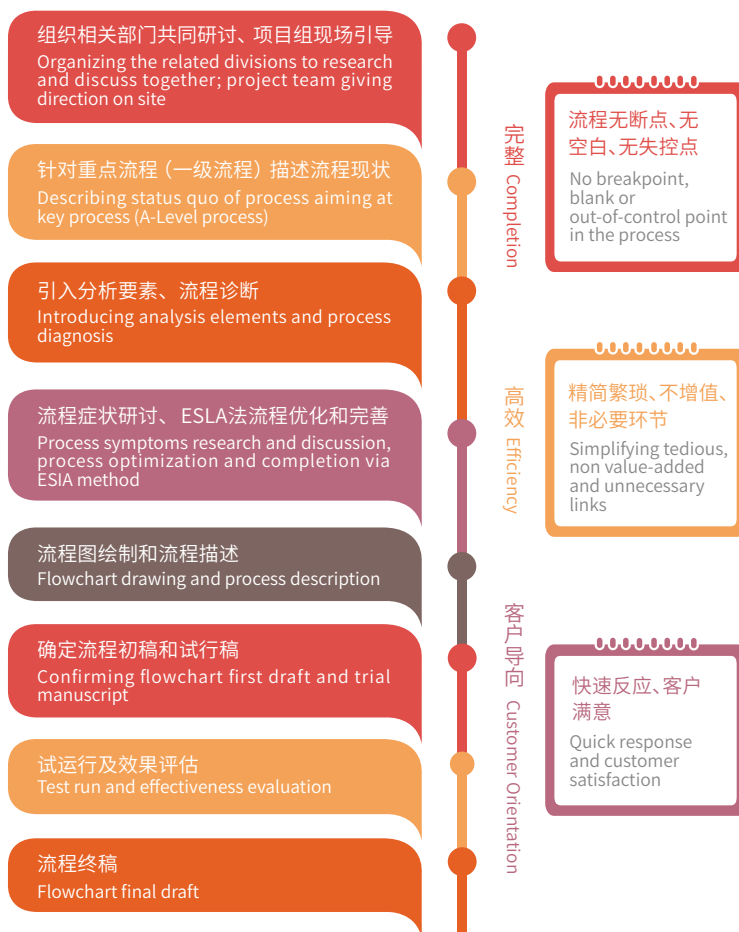 组织相关部门共同研讨、项目组现场引导
Organizing the related divisions to research
and discuss together; project team giving
direction on site
针对重点流程（一级流程）描述流程现状
Describing status quo of process aiming at
key process (A-Level process)
引入分析要素、流程诊断
Introducing analysis elements and process
diagnosis
流程症状研讨、ESLA法流程优化和完善
Process symptoms research and discussion,
process optimization and completion via
ESIA method
流程图绘制和流程描述
Flowchart drawing and process description
确定流程初稿和试行稿
Confirming flowchart first draft and trial
manuscript
试运行及效果评估
Test run and effectiveness evaluation
流程终稿
Flowchart final draft
完整 Completion
流程无断点、无
空白、无失控点
No breakpoint,
blank or
out-of-control point
in the process
高效 Efficiency
精简繁琐、不增值、
非必要环节
Simplifying tedious,
non value-added
and unnecessary
links
客户导向 Customer Orientation
快速反应、客户
满意
Quick response
and customer
satisfaction